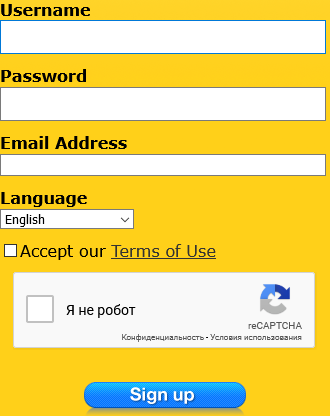 Username
Password
Email Address
Language
English
Accept our Terms of Use
Я не робот
reCAPTCHA
Конфиденциальность • Условия использования
Sign up